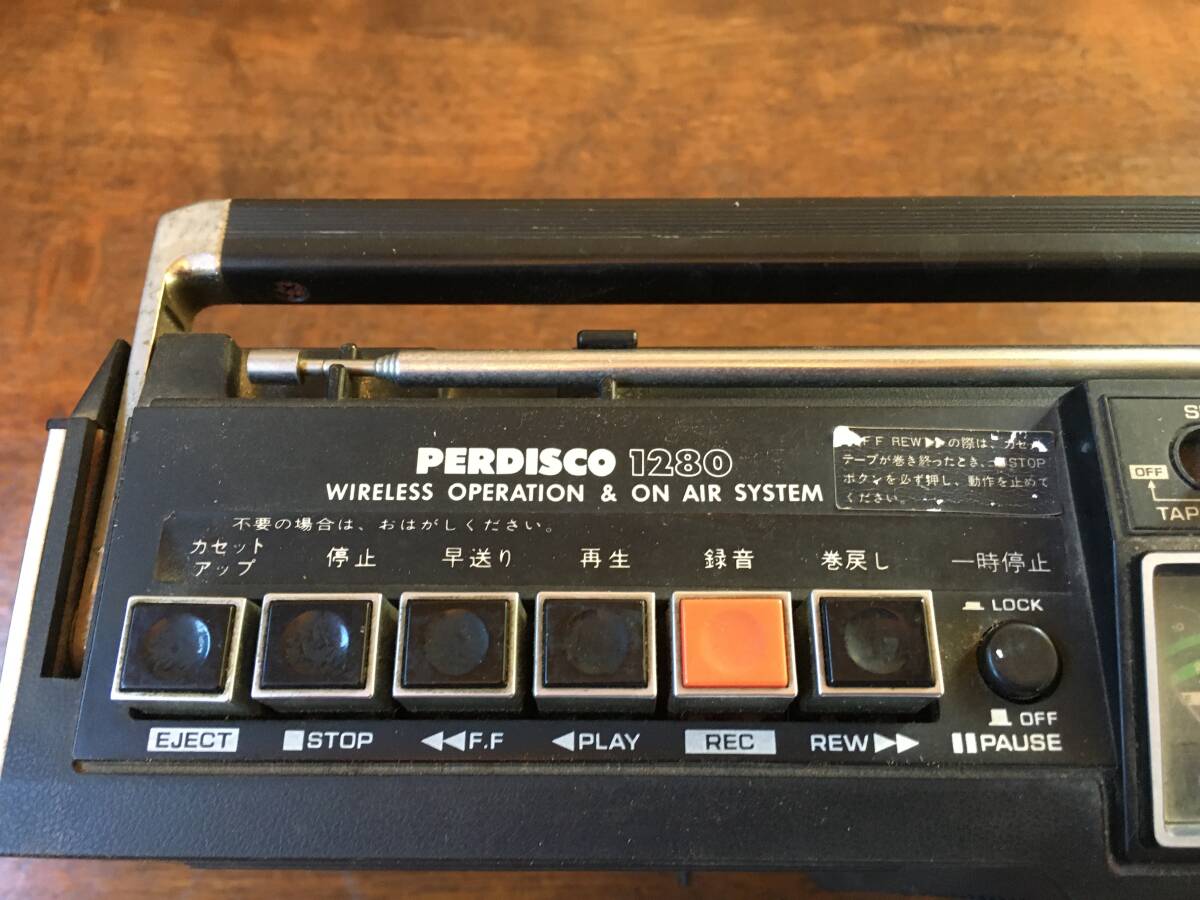 PERDISCO 1280
WIRELESS OPERATION & ON AIR SYSTEM
F F REW▶▶の際は、カセット
テープが巻き終ったとき、■STOP
ボタンを必ず押し、動作を止めて
ください。
不要の場合は、おはがしください。
カセット
アップ
停止
早送り
再生
録音
巻戻し
一時停止
LOCK
OFF
TAP
EJECT
■STOP
◀◀F.F
◀PLAY
REC
REW▶▶
OFF
▮▮PAUSE